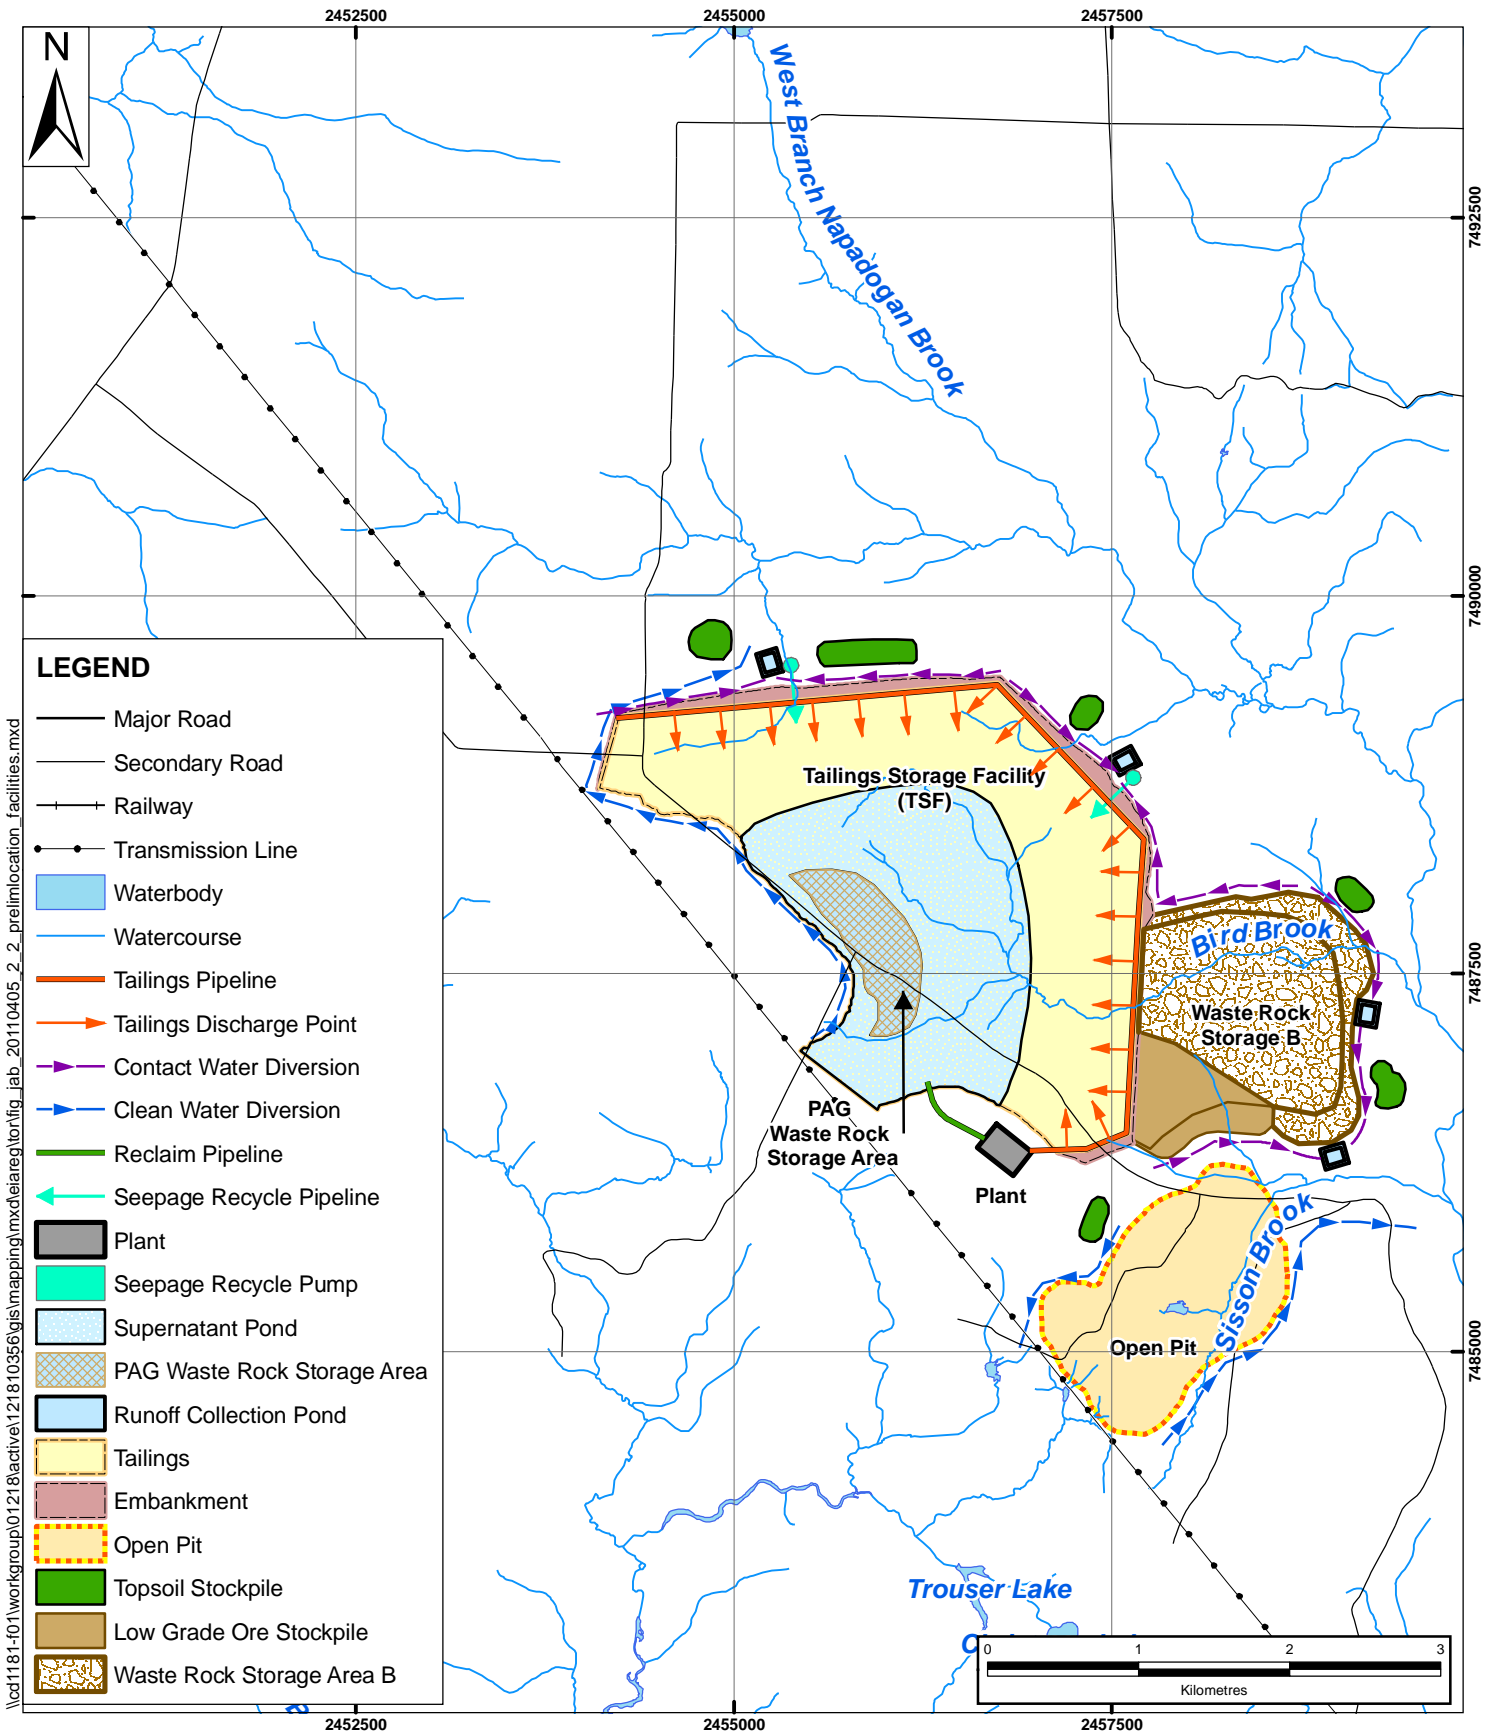 2452500 2455000 2457500
N
West Branch Napadogan Brook
7492500
7490000
LEGEND
Major Road
Secondary Road
Railway
Transmission Line
Waterbody
Watercourse
Tailings Pipeline
Tailings Discharge Point
Contact Water Diversion
Clean Water Diversion
Reclaim Pipeline
Seepage Recycle Pipeline
Plant
Seepage Recycle Pump
Supernatant Pond
PAG Waste Rock Storage Area
Runoff Collection Pond
Tailings
Embankment
Open Pit
Topsoil Stockpile
Low Grade Ore Stockpile
Waste Rock Storage Area B
Tailings Storage Facility
(TSF)
Bird Brook
7487500
Waste Rock
Storage B
PAG
Waste Rock
Storage Area
Plant
Sisson Brook
Open Pit
7485000
Trouser Lake
0 1 2 3
Kilometres
\\cd1181-f01\workgroup\01218\active\121810356\gis\mapping\mxd\eiareg\tor\fig_jab_20110405_2_2_prelimlocation_facilities.mxd
2452500 2455000 2457500